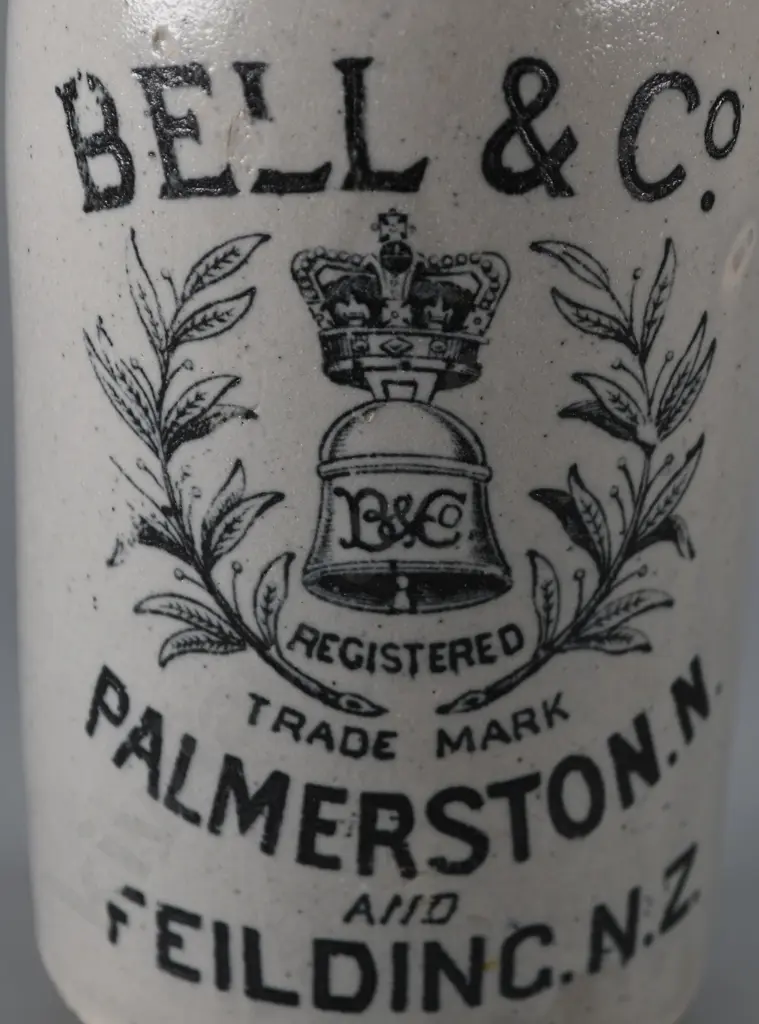 BELL & Co.
B&Co
REGISTERED
TRADE MARK
PALMERSTON. N.
AND
FEILDING. N.Z.